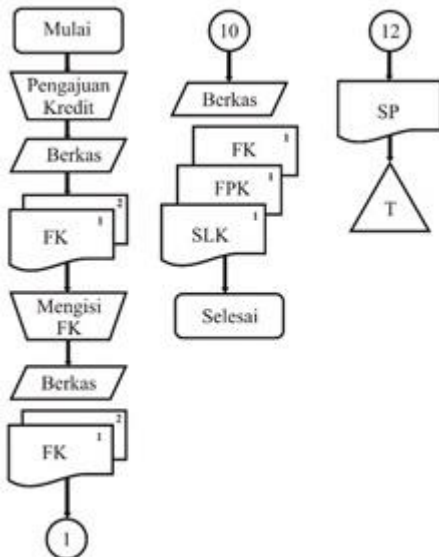 Mulai
Pengajuan
Kredit
Berkas
2
1
FK
Mengisi
FK
Berkas
2
1
FK
1
10
Berkas
1
FK
1
FPK
1
SLK
Selesai
12
SP
T